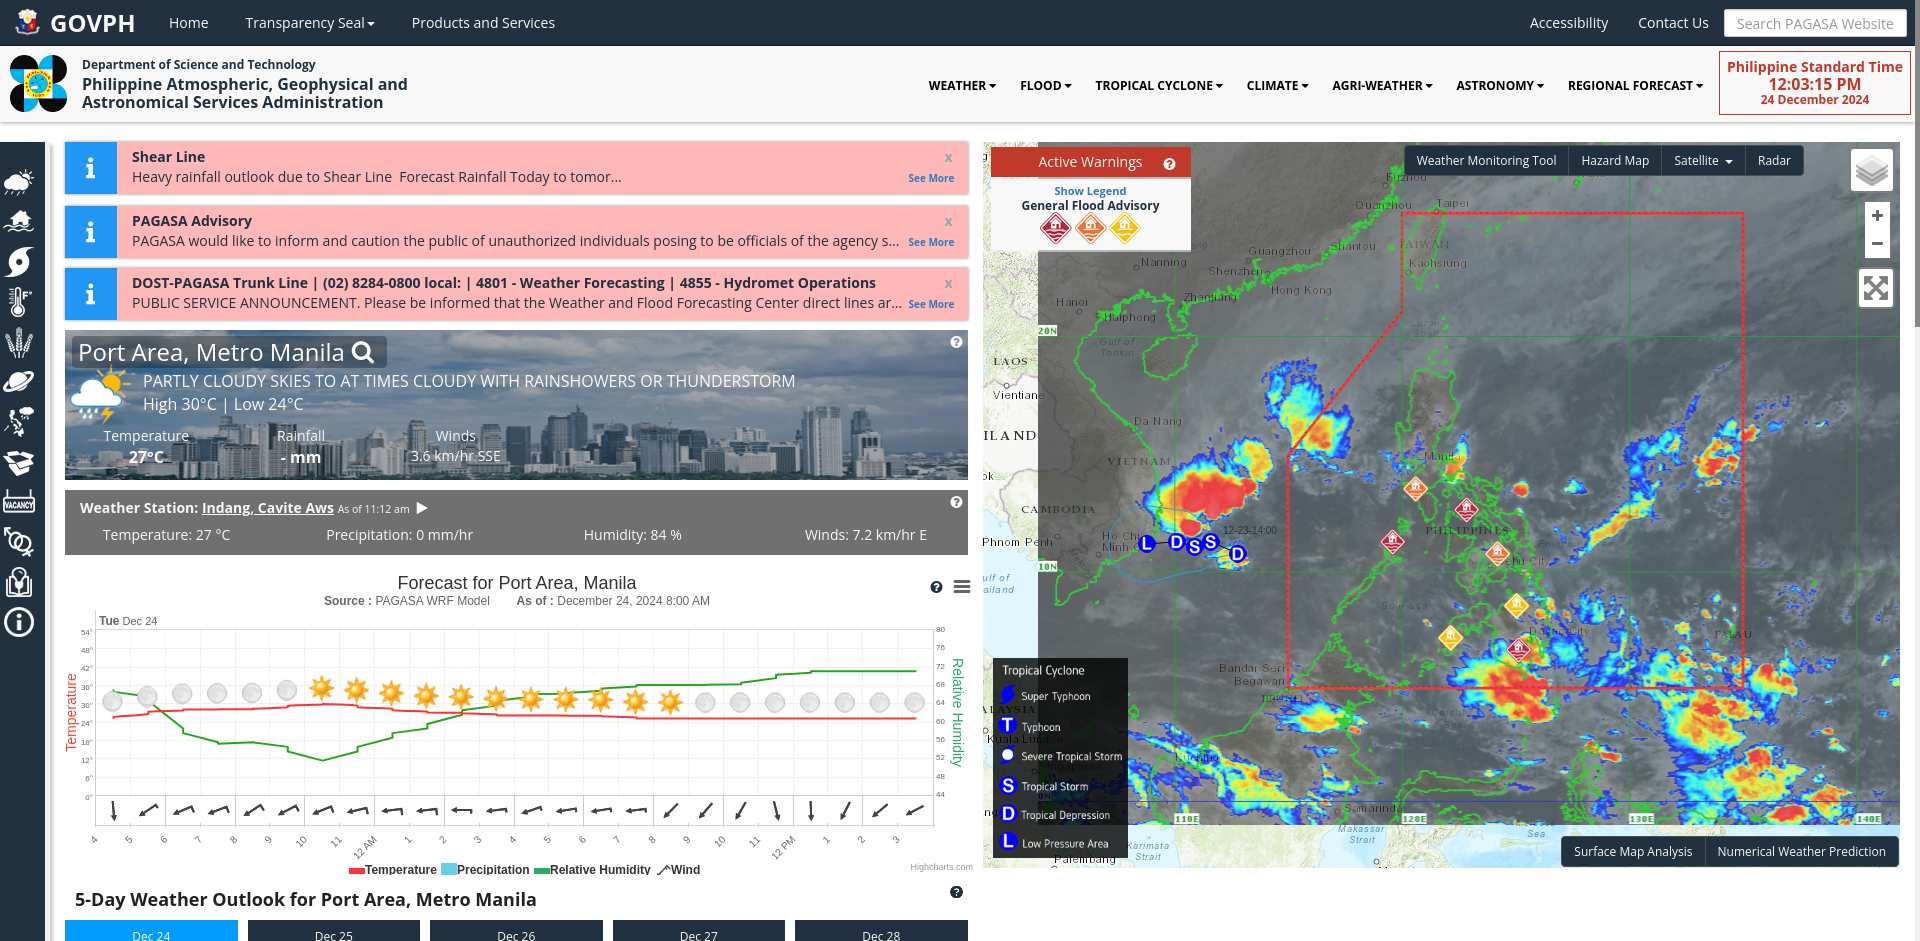 GOVPH
Home
Transparency Seal
Products and Services
Accessibility
Contact Us
Search PAGASA Website
Department of Science and Technology
Philippine Atmospheric, Geophysical and
Astronomical Services Administration
WEATHER
FLOOD
TROPICAL CYCLONE
CLIMATE
AGRI-WEATHER
ASTRONOMY
REGIONAL FORECAST
Philippine Standard Time
12:03:15 PM
24 December 2024
Shear Line
x
Heavy rainfall outlook due to Shear Line Forecast Rainfall Today to tomor...
See More
PAGASA Advisory
x
PAGASA would like to inform and caution the public of unauthorized individuals posing to be officials of the agency s...
See More
DOST-PAGASA Trunk Line | (02) 8284-0800 local: | 4801 - Weather Forecasting | 4855 - Hydromet Operations
x
PUBLIC SERVICE ANNOUNCEMENT. Please be informed that the Weather and Flood Forecasting Center direct lines ar...
See More
Port Area, Metro Manila
PARTLY CLOUDY SKIES TO AT TIMES CLOUDY WITH RAINSHOWERS OR THUNDERSTORM
High 30°C | Low 24°C
Temperature
Rainfall
Winds
27°C
- mm
3.6 km/hr SSE
Weather Station: Indang, Cavite Aws As of 11:12 am
Temperature: 27 °C
Precipitation: 0 mm/hr
Humidity: 84 %
Winds: 7.2 km/hr E
Forecast for Port Area, Manila
Source : PAGASA WRF Model
As of : December 24, 2024 8:00 AM
Tue Dec 24
54°
48°
42°
36°
30°
24°
18°
12°
6°
0°
Temperature
80
76
72
68
64
60
56
52
48
44
Relative Humidity
4
5
6
7
8
9
10
11
12 AM
1
2
3
4
5
6
7
8
9
10
11
12 PM
1
2
3
Temperature
Precipitation
Relative Humidity
Wind
Highcharts.com
5-Day Weather Outlook for Port Area, Metro Manila
Dec 24
Dec 25
Dec 26
Dec 27
Dec 28
VACANCY
Active Warnings
Show Legend
General Flood Advisory
Weather Monitoring Tool
Hazard Map
Satellite
Radar
+
−
Fuzhou
Quanzhou
Taipei
TAIWAN
Kaohsiung
Shantou
Guangzhou
Shenzhen
Hong Kong
Nanning
Zhanjiang
Hanoi
Haiphong
Gulf of
Tonkin
Luzon
Strait
20N
LAOS
Vientiane
ILAND
Da Nang
VIETNAM
CAMBODIA
Phnom Penh
Ho Chi
Minh
10N
12-23-14:00
L
D
S
S
D
Manila
PHILIPPINES
Cebu City
Sulu Sea
Davao City
PALAU
Bandar Seri
Begawan
ALAYSIA
Kuala Lumpur
Kuching
Samarinda
Makassar
Strait
Karimata
Strait
Palembang
Sea
110E
120E
130E
140E
Tropical Cyclone
Super Typhoon
T Typhoon
Severe Tropical Storm
S Tropical Storm
D Tropical Depression
L Low Pressure Area
Surface Map Analysis
Numerical Weather Prediction